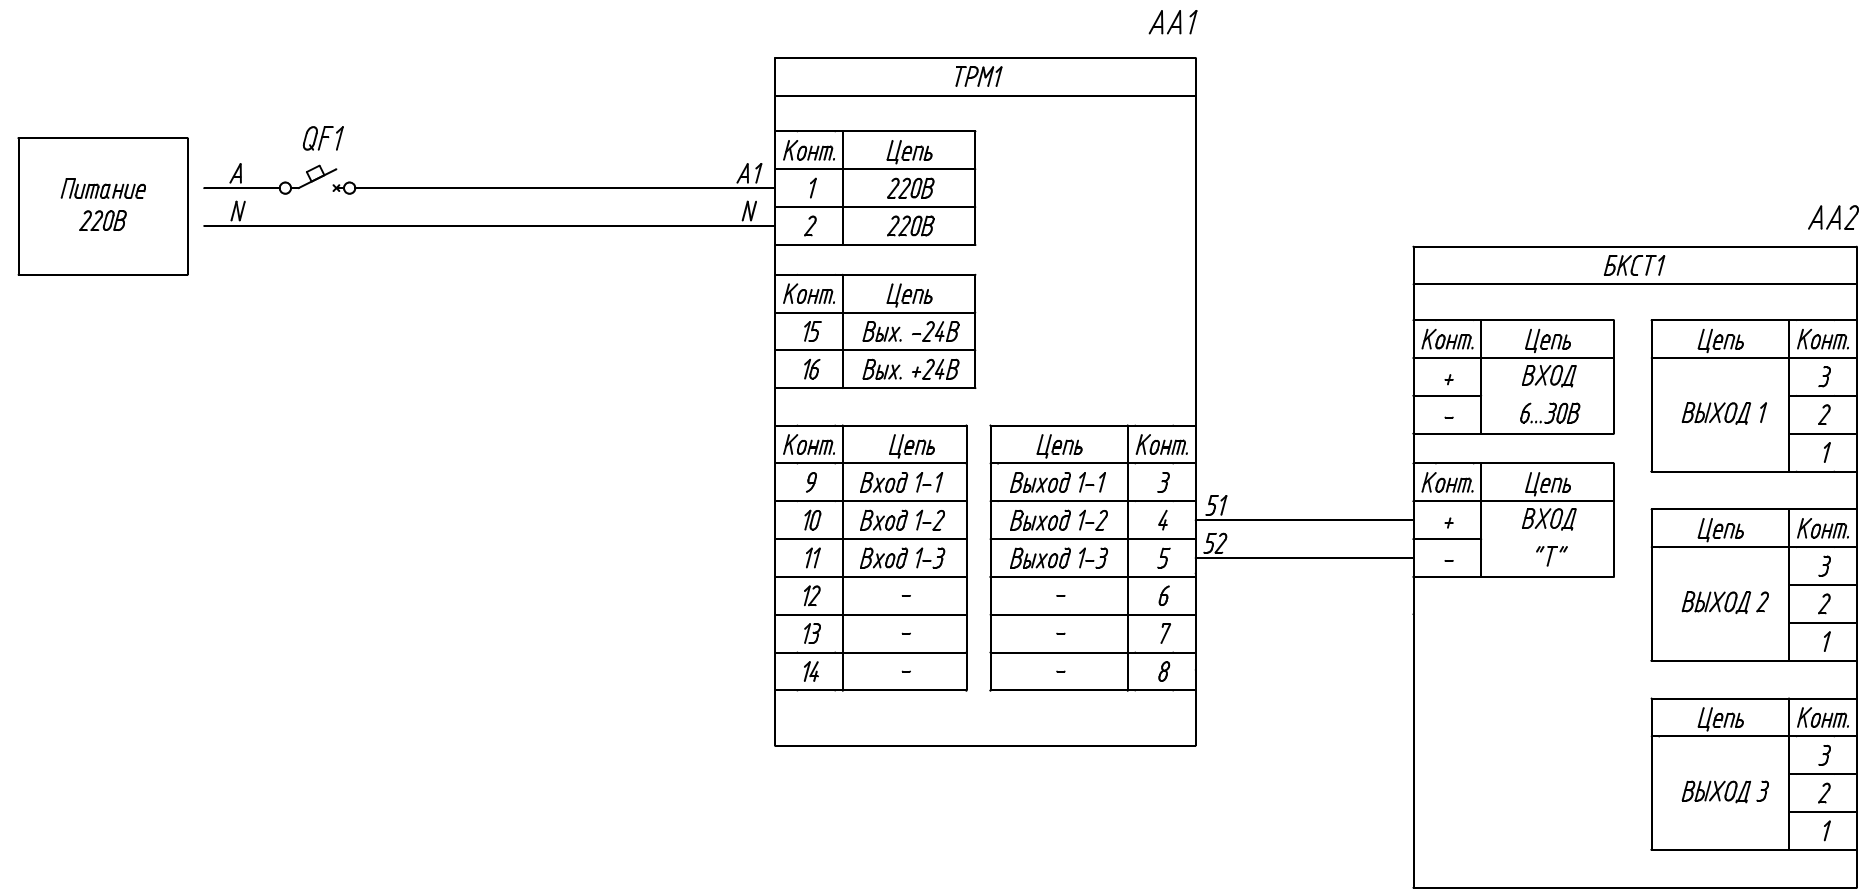 AA1
ТРМ1
Питание
220В
QF1
A
N
A1
N
Конт. Цепь
1 220В
2 220В
Конт. Цепь
15 Вых. -24В
16 Вых. +24В
Конт. Цепь Цепь Конт.
9 Вход 1-1 Выход 1-1 3
10 Вход 1-2 Выход 1-2 4
11 Вход 1-3 Выход 1-3 5
12 - - 6
13 - - 7
14 - - 8
51
52
AA2
БКСТ1
Конт. Цепь
+ ВХОД
- 6...30В
Конт. Цепь
+ ВХОД
- "Т"
Цепь Конт.
3
ВЫХОД 1 2
1
Цепь Конт.
3
ВЫХОД 2 2
1
Цепь Конт.
3
ВЫХОД 3 2
1